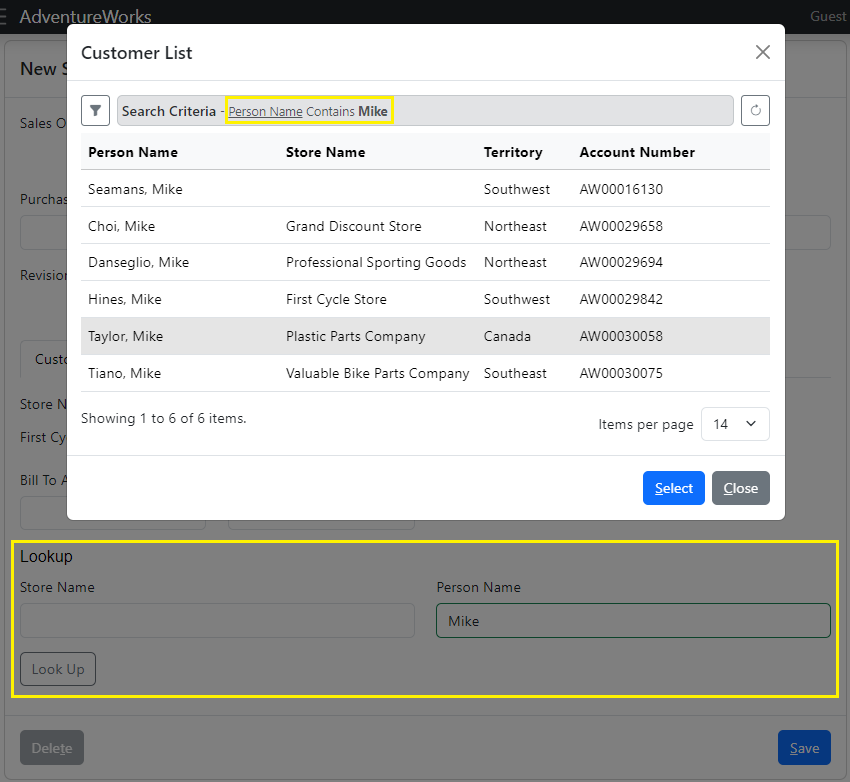 AdventureWorks
Guest
Customer List
New S
Search Criteria - Person Name Contains Mike
Sales O
Person Name Store Name Territory Account Number
Seamans, Mike Southwest AW00016130
Purchas
Choi, Mike Grand Discount Store Northeast AW00029658
Danseglio, Mike Professional Sporting Goods Northeast AW00029694
Revision
Hines, Mike First Cycle Store Southwest AW00029842
Taylor, Mike Plastic Parts Company Canada AW00030058
Custo
Tiano, Mike Valuable Bike Parts Company Southeast AW00030075
Store N
Showing 1 to 6 of 6 items.
Items per page 14
First Cy
Bill To A
Select Close
Lookup
Store Name Person Name
Mike
Look Up
Delete Save